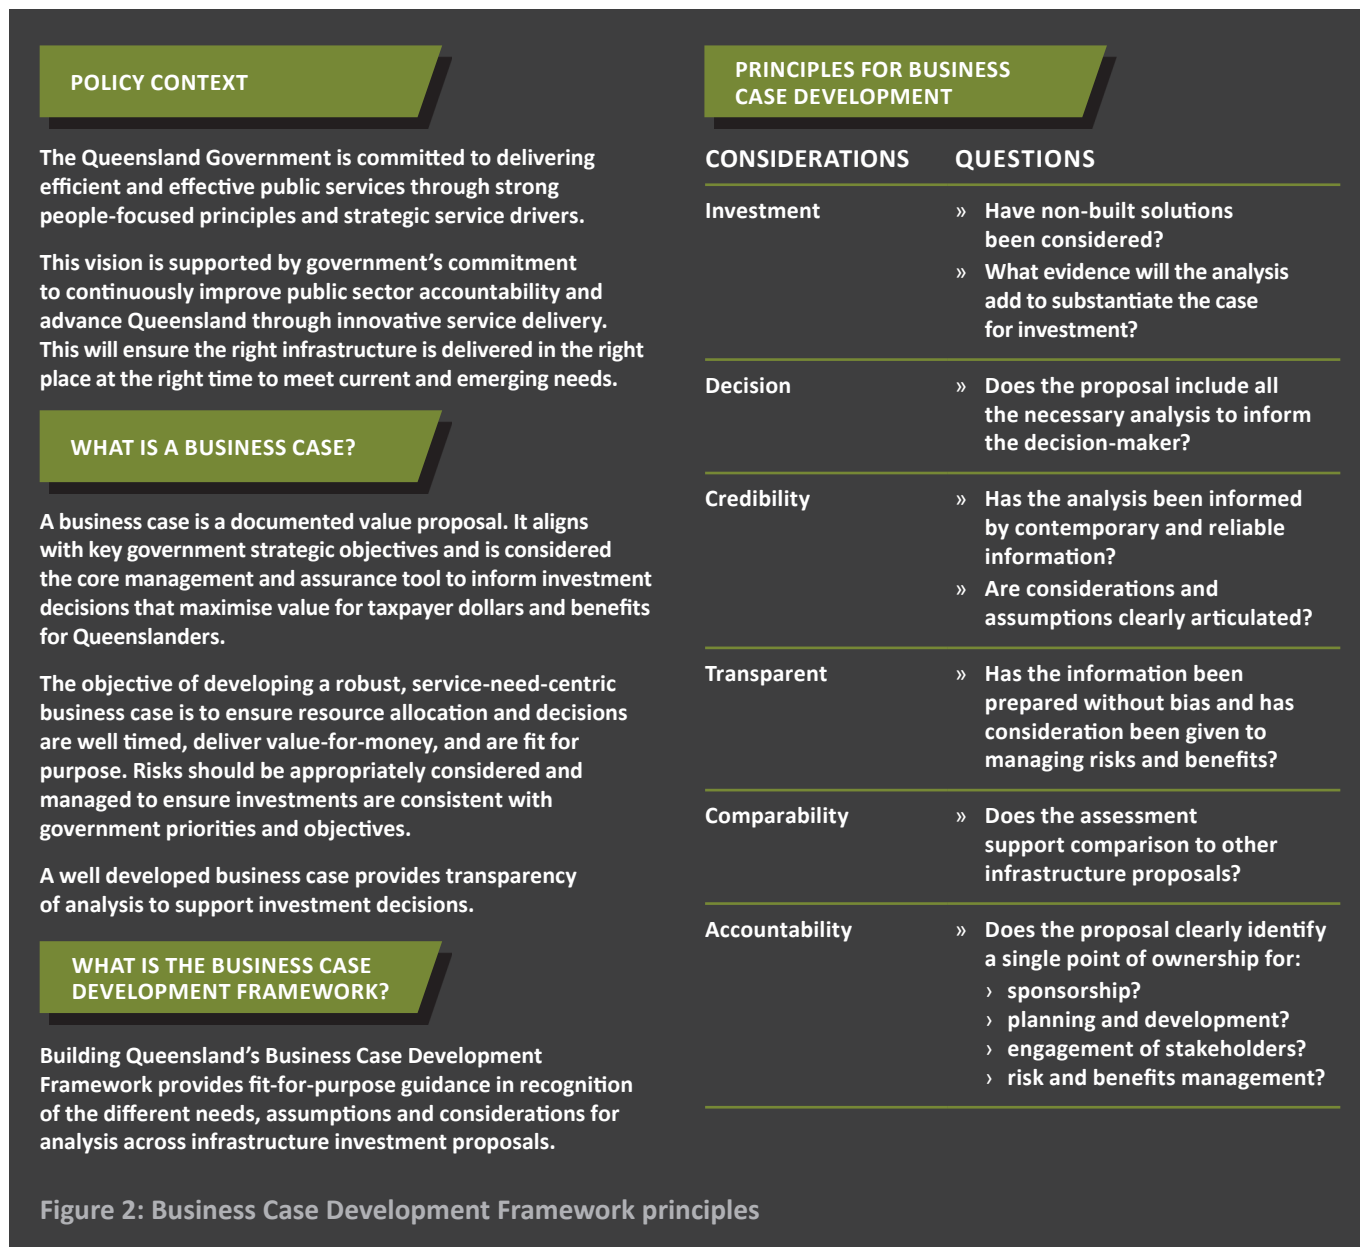 POLICY CONTEXT
The Queensland Government is committed to delivering
efficient and effective public services through strong
people-focused principles and strategic service drivers.
This vision is supported by government’s commitment
to continuously improve public sector accountability and
advance Queensland through innovative service delivery.
This will ensure the right infrastructure is delivered in the right
place at the right time to meet current and emerging needs.
WHAT IS A BUSINESS CASE?
A business case is a documented value proposal. It aligns
with key government strategic objectives and is considered
the core management and assurance tool to inform investment
decisions that maximise value for taxpayer dollars and benefits
for Queenslanders.
The objective of developing a robust, service-need-centric
business case is to ensure resource allocation and decisions
are well timed, deliver value-for-money, and are fit for
purpose. Risks should be appropriately considered and
managed to ensure investments are consistent with
government priorities and objectives.
A well developed business case provides transparency
of analysis to support investment decisions.
WHAT IS THE BUSINESS CASE
DEVELOPMENT FRAMEWORK?
Building Queensland’s Business Case Development
Framework provides fit-for-purpose guidance in recognition
of the different needs, assumptions and considerations for
analysis across infrastructure investment proposals.
PRINCIPLES FOR BUSINESS
CASE DEVELOPMENT
CONSIDERATIONS QUESTIONS
Investment » Have non-built solutions
been considered?
» What evidence will the analysis
add to substantiate the case
for investment?
Decision » Does the proposal include all
the necessary analysis to inform
the decision-maker?
Credibility » Has the analysis been informed
by contemporary and reliable
information?
» Are considerations and
assumptions clearly articulated?
Transparent » Has the information been
prepared without bias and has
consideration been given to
managing risks and benefits?
Comparability » Does the assessment
support comparison to other
infrastructure proposals?
Accountability » Does the proposal clearly identify
a single point of ownership for:
› sponsorship?
› planning and development?
› engagement of stakeholders?
› risk and benefits management?
Figure 2: Business Case Development Framework principles